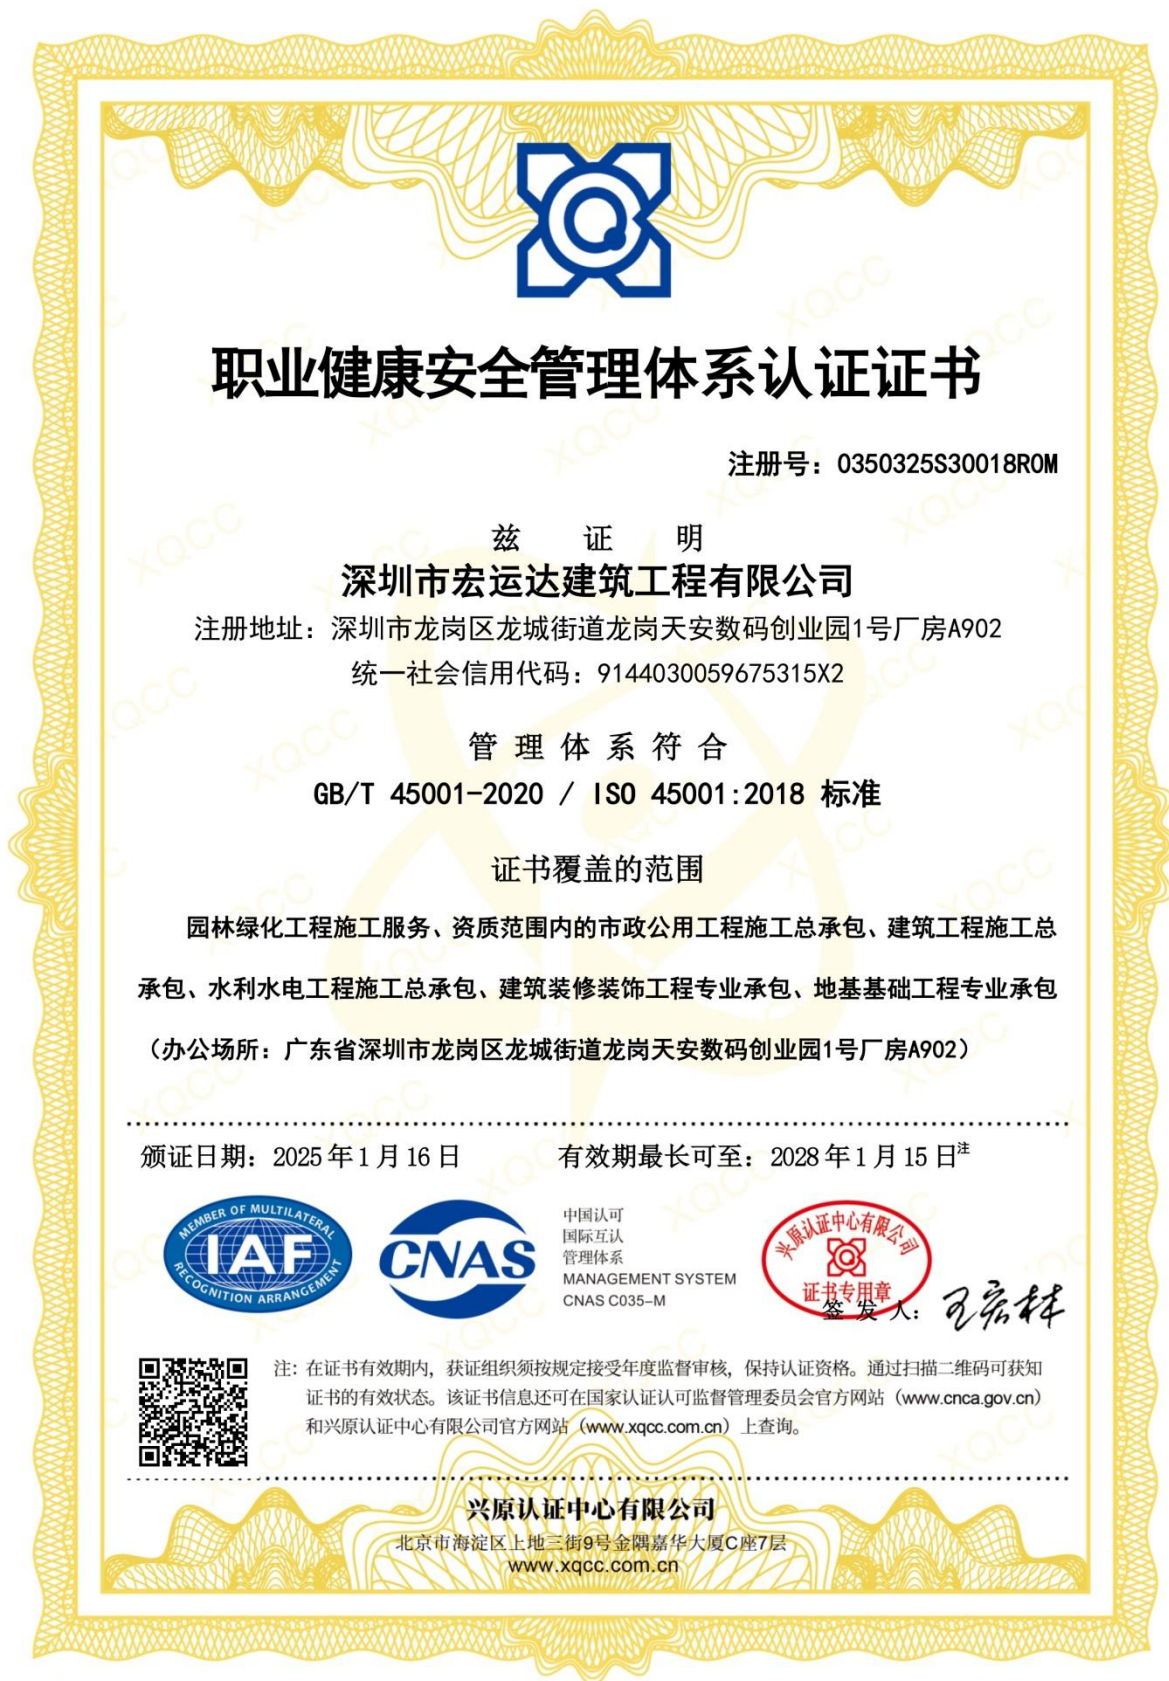 职业健康安全管理体系认证证书
注册号：0350325S30018R0M
兹 证 明
深圳市宏运达建筑工程有限公司
注册地址：深圳市龙岗区龙城街道龙岗天安数码创业园1号厂房A902
统一社会信用代码：9144030059675315X2
管 理 体 系 符 合
GB/T 45001-2020 / ISO 45001:2018 标准
证书覆盖的范围
园林绿化工程施工服务、资质范围内的市政公用工程施工总承包、建筑工程施工总
承包、水利水电工程施工总承包、建筑装修装饰工程专业承包、地基基础工程专业承包
（办公场所：广东省深圳市龙岗区龙城街道龙岗天安数码创业园1号厂房A902）
颁证日期：2025年1月16日
有效期最长可至：2028年1月15日注
MEMBER OF MULTILATERAL
IAF
RECOGNITION ARRANGEMENT
CNAS
中国认可
国际互认
管理体系
MANAGEMENT SYSTEM
CNAS C035-M
兴原认证中心有限公司
证书专用章
签 发 人：王宏林
注：在证书有效期内，获证组织须按规定接受年度监督审核，保持认证资格。通过扫描二维码可获知
证书的有效状态。该证书信息还可在国家认证认可监督管理委员会官方网站（www.cnca.gov.cn）
和兴原认证中心有限公司官方网站（www.xqcc.com.cn）上查询。
兴原认证中心有限公司
北京市海淀区上地三街9号金隅嘉华大厦C座7层
www.xqcc.com.cn